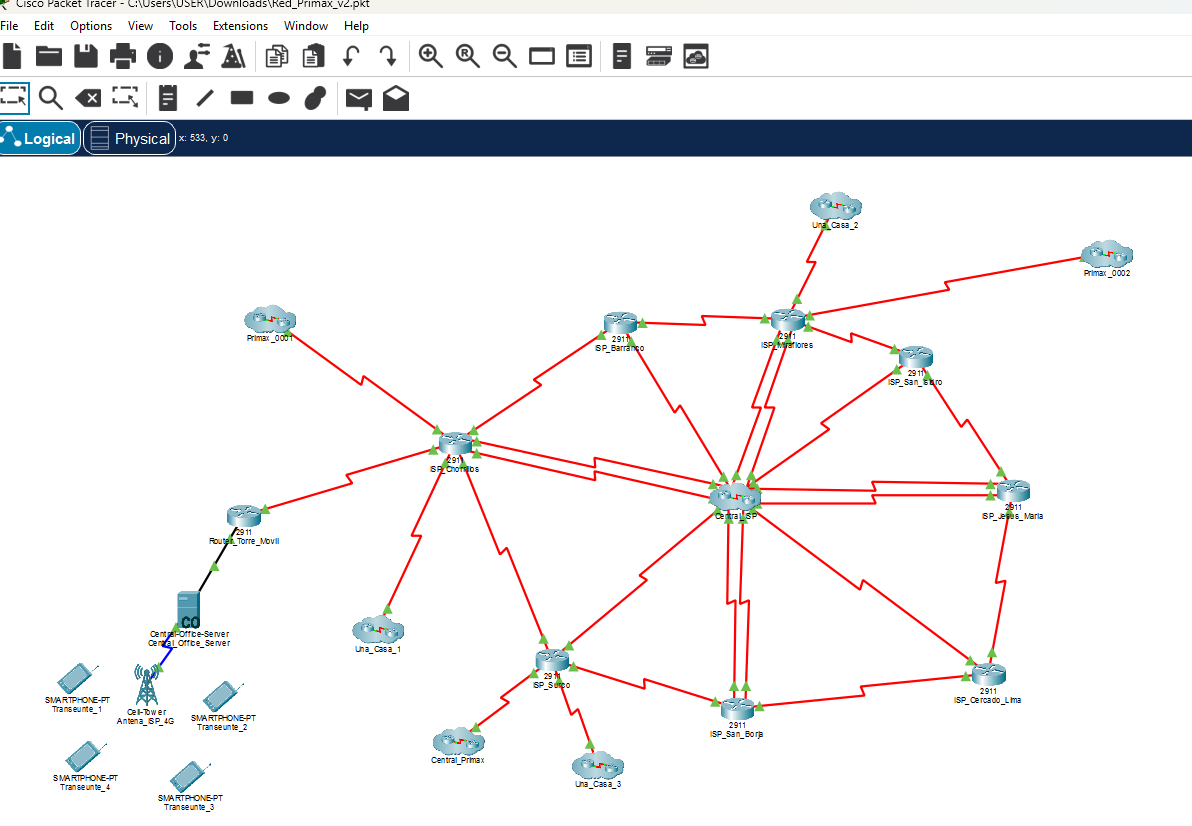 Cisco Packet Tracer - C:\Users\USER\Downloads\Red_Primax_v2.pkt
File Edit Options View Tools Extensions Window Help
Logical Physical x: 533, y: 0
Una_Casa_2
Primax_0002
Primax_0001
2911
ISP_Barranco
2911
ISP_Miraflores
2911
ISP_San_Isidro
2911
ISP_Chorrillos
Central_ISP
2911
ISP_Jesus_Maria
2911
Router_Torre_Movil
CO
Central-Office-Server
Central_Office_Server
Una_Casa_1
2911
ISP_Surco
2911
ISP_Cercado_Lima
SMARTPHONE-PT
Transeunte_1
Cell-Tower
Antena_ISP_4G
SMARTPHONE-PT
Transeunte_2
2911
ISP_San_Borja
Central_Primax
Una_Casa_3
SMARTPHONE-PT
Transeunte_4
SMARTPHONE-PT
Transeunte_3